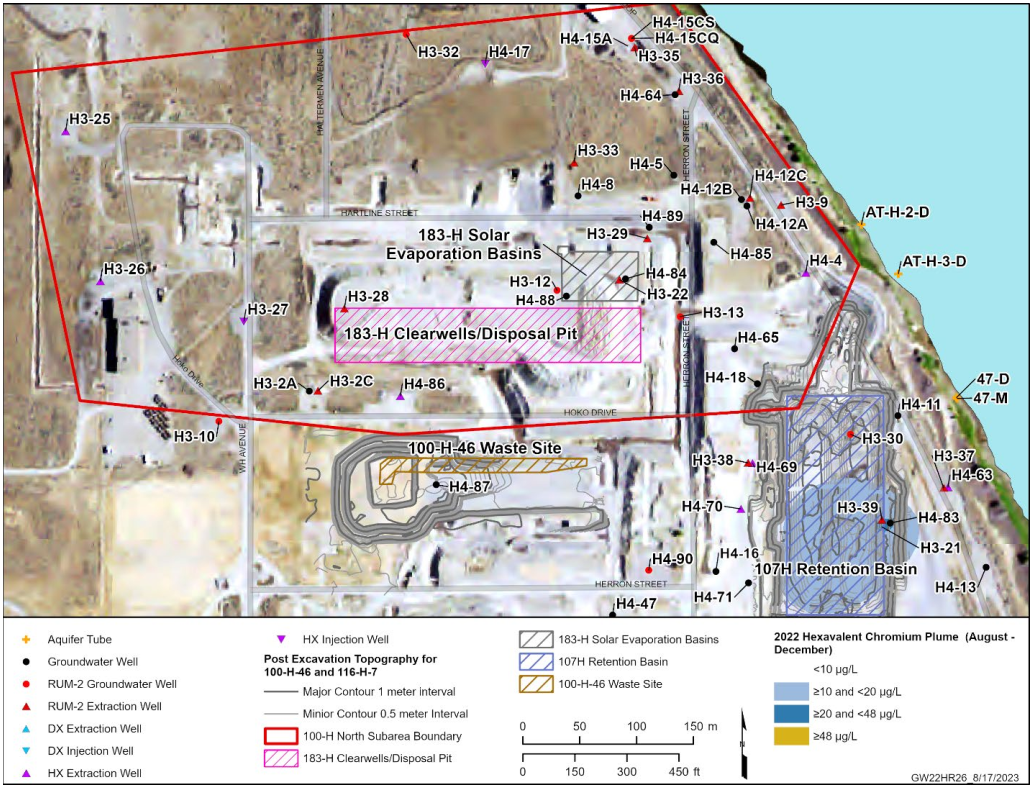 H4-15CS
H4-15CQ
H4-15A
H3-35
H3-32
H4-17
H3-36
H4-64
H3-25
HALTERMEN AVENUE
HERRON STREET
H3-33
H4-5
H4-8
H4-12C
H4-12B
H3-9
H4-12A
AT-H-2-D
HARTLINE STREET
H4-89
183-H Solar
Evaporation Basins
H3-29
H4-85
H4-4
AT-H-3-D
H3-26
H3-12
H4-84
H4-88
H3-22
H3-27
H3-28
H3-13
183-H Clearwells/Disposal Pit
H4-65
Hoko Drive
HERRON STREET
H3-2A
H3-2C
H4-86
H4-18
47-D
47-M
H4-11
HOKO DRIVE
H3-10
WH AVENUE
100-H-46 Waste Site
H3-30
H3-38
H4-69
H3-37
H4-63
H4-87
H4-70
H3-39
H4-83
H3-21
H4-90
H4-16
107H Retention Basin
HERRON STREET
H4-71
H4-13
H4-47
Aquifer Tube
Groundwater Well
RUM-2 Groundwater Well
RUM-2 Extraction Well
DX Extraction Well
DX Injection Well
HX Extraction Well
HX Injection Well
Post Excavation Topography for
100-H-46 and 116-H-7
Major Contour 1 meter interval
Minior Contour 0.5 meter Interval
100-H North Subarea Boundary
183-H Clearwells/Disposal Pit
183-H Solar Evaporation Basins
107H Retention Basin
100-H-46 Waste Site
0 50 100 150 m
0 150 300 450 ft
N
2022 Hexavalent Chromium Plume (August -
December)
<10 µg/L
≥10 and <20 µg/L
≥20 and <48 µg/L
≥48 µg/L
GW22HR26_8/17/2023